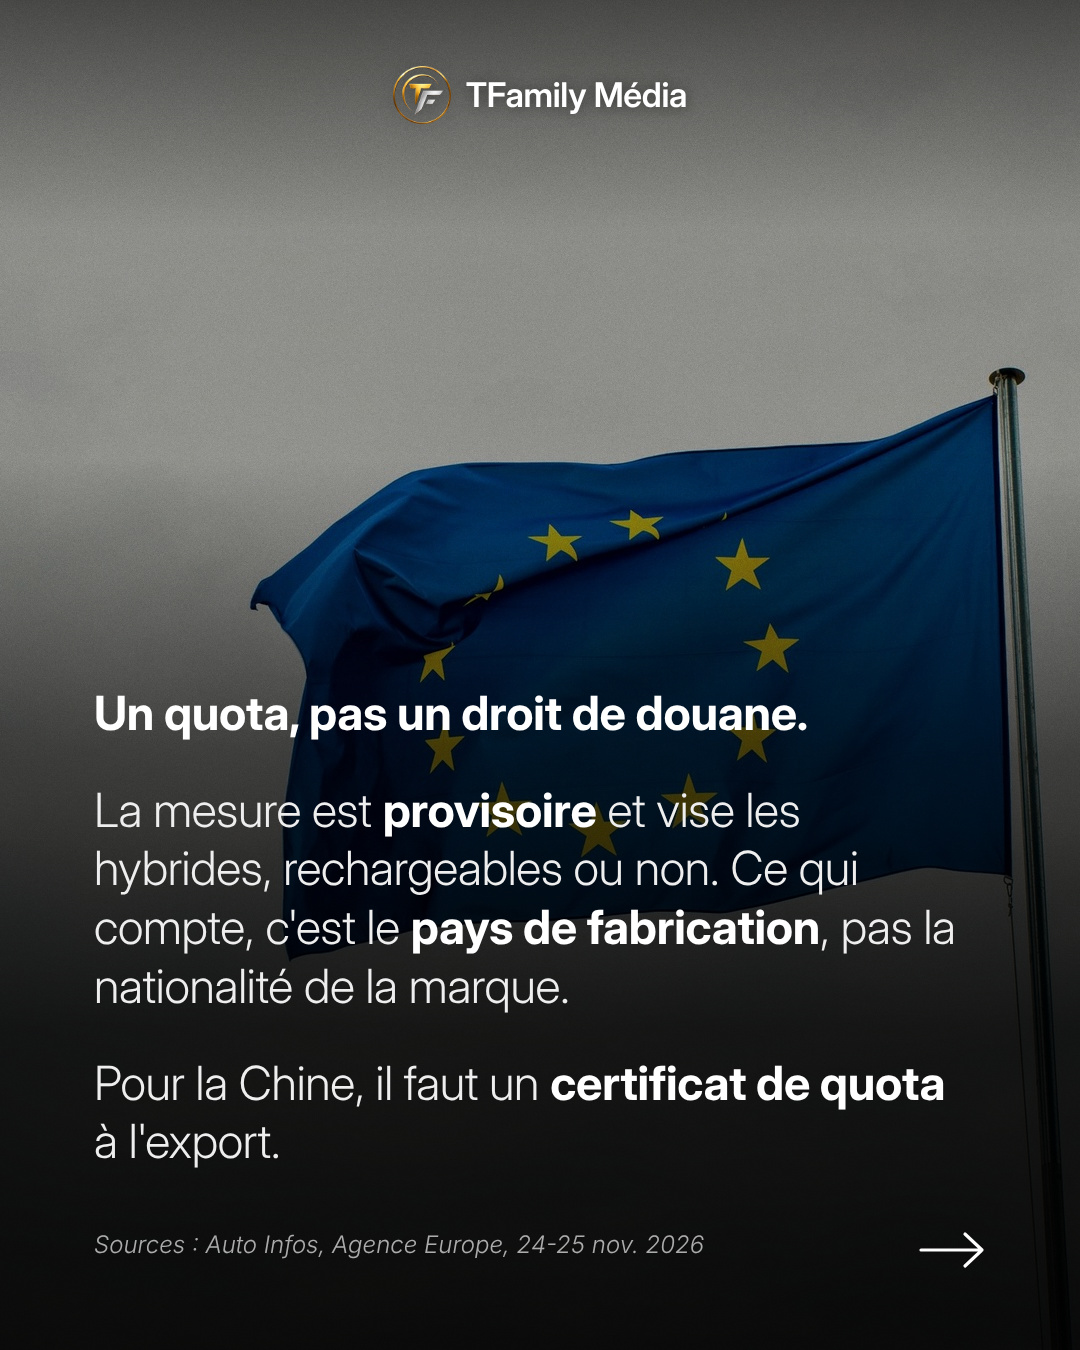 TF TFamily Média
Un quota, pas un droit de douane.
La mesure est provisoire et vise les
hybrides, rechargeables ou non. Ce qui
compte, c'est le pays de fabrication, pas la
nationalité de la marque.
Pour la Chine, il faut un certificat de quota
à l'export.
Sources : Auto Infos, Agence Europe, 24-25 nov. 2026